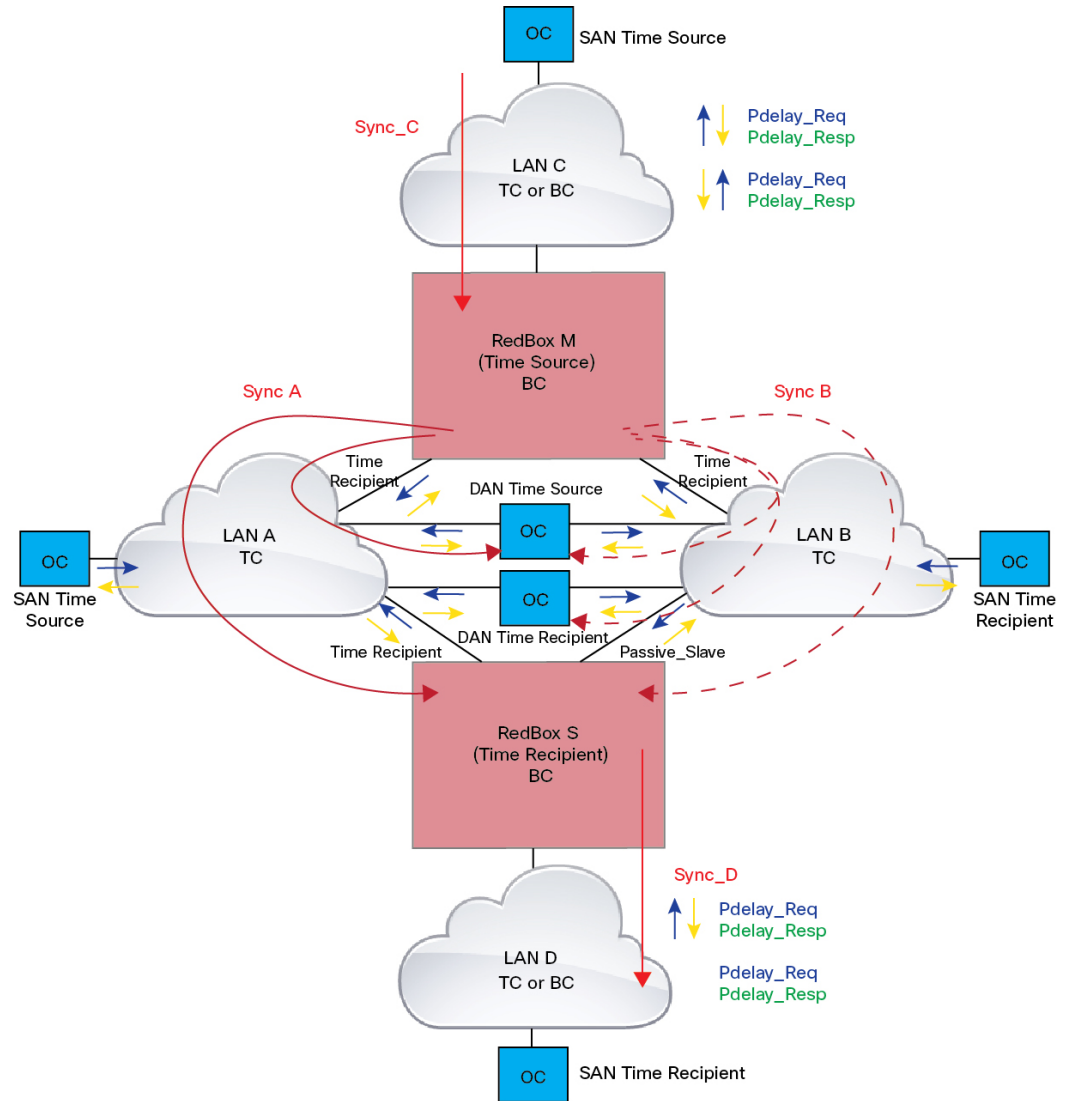 OC
SAN Time Source
Sync_C
Pdelay_Req
Pdelay_Resp
Pdelay_Req
Pdelay_Resp
LAN C
TC or BC
RedBox M
(Time Source)
BC
Sync A
Sync B
Time
Recipient
Time
Recipient
DAN Time Source
OC
LAN A
TC
LAN B
TC
OC
SAN Time
Source
OC
SAN Time
Recipient
OC
DAN Time Recipient
Time Recipient
Passive_Slave
RedBox S
(Time Recipient)
BC
Sync_D
Pdelay_Req
Pdelay_Resp
Pdelay_Req
Pdelay_Resp
LAN D
TC or BC
OC
SAN Time Recipient